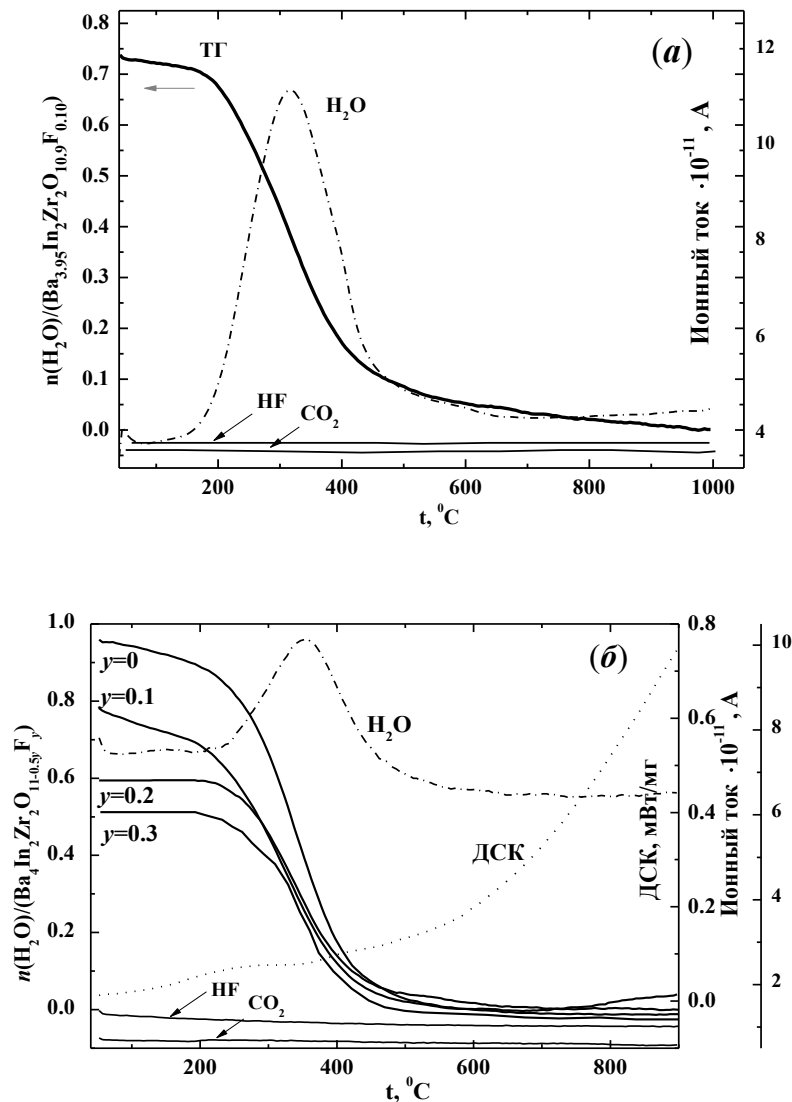 (а)
ТГ
H₂O
HF
CO₂
n(H₂O)/(Ba₃.₉₅In₂Zr₂O₁₀.₉F₀.₁₀)
0.8
0.7
0.6
0.5
0.4
0.3
0.2
0.1
0.0
12
10
8
6
4
Ионный ток ·10⁻¹¹ , А
200 400 600 800 1000
t, ⁰C
(б)
y=0
y=0.1
y=0.2
y=0.3
H₂O
ДСК
HF
CO₂
n(H₂O)/(Ba₄In₂Zr₂O₁₁₋₀.₅yFy)
1.0
0.8
0.6
0.4
0.2
0.0
0.8
0.6
0.4
0.2
0.0
ДСК, мВт/мг
10
8
6
4
2
Ионный ток ·10⁻¹¹ , А
200 400 600 800
t, ⁰C